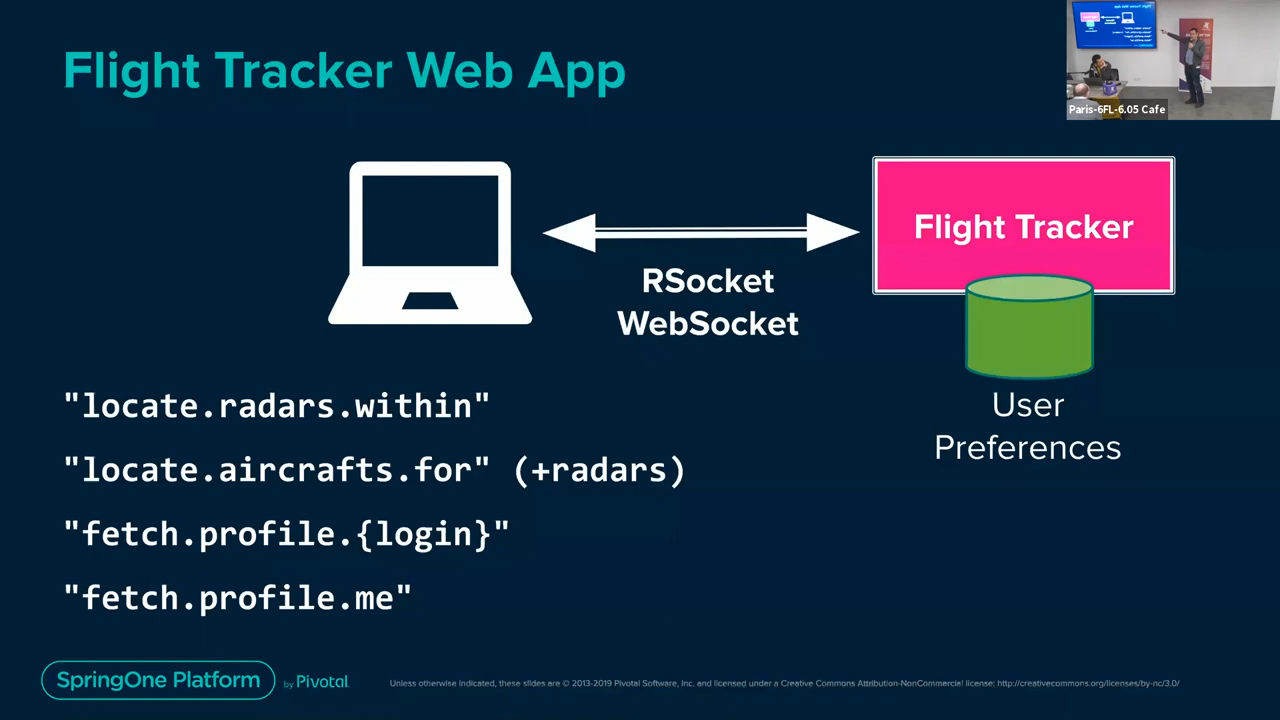 Flight Tracker Web App
Paris-6FL-6.05 Cafe
Flight Tracker
RSocket
WebSocket
User
Preferences
"locate.radars.within"
"locate.aircrafts.for" (+radars)
"fetch.profile.{login}"
"fetch.profile.me"
SpringOne Platform by Pivotal
Unless otherwise indicated, these slides are © 2013-2019 Pivotal Software, Inc. and licensed under a Creative Commons Attribution-NonCommercial license: http://creativecommons.org/licenses/by-nc/3.0/